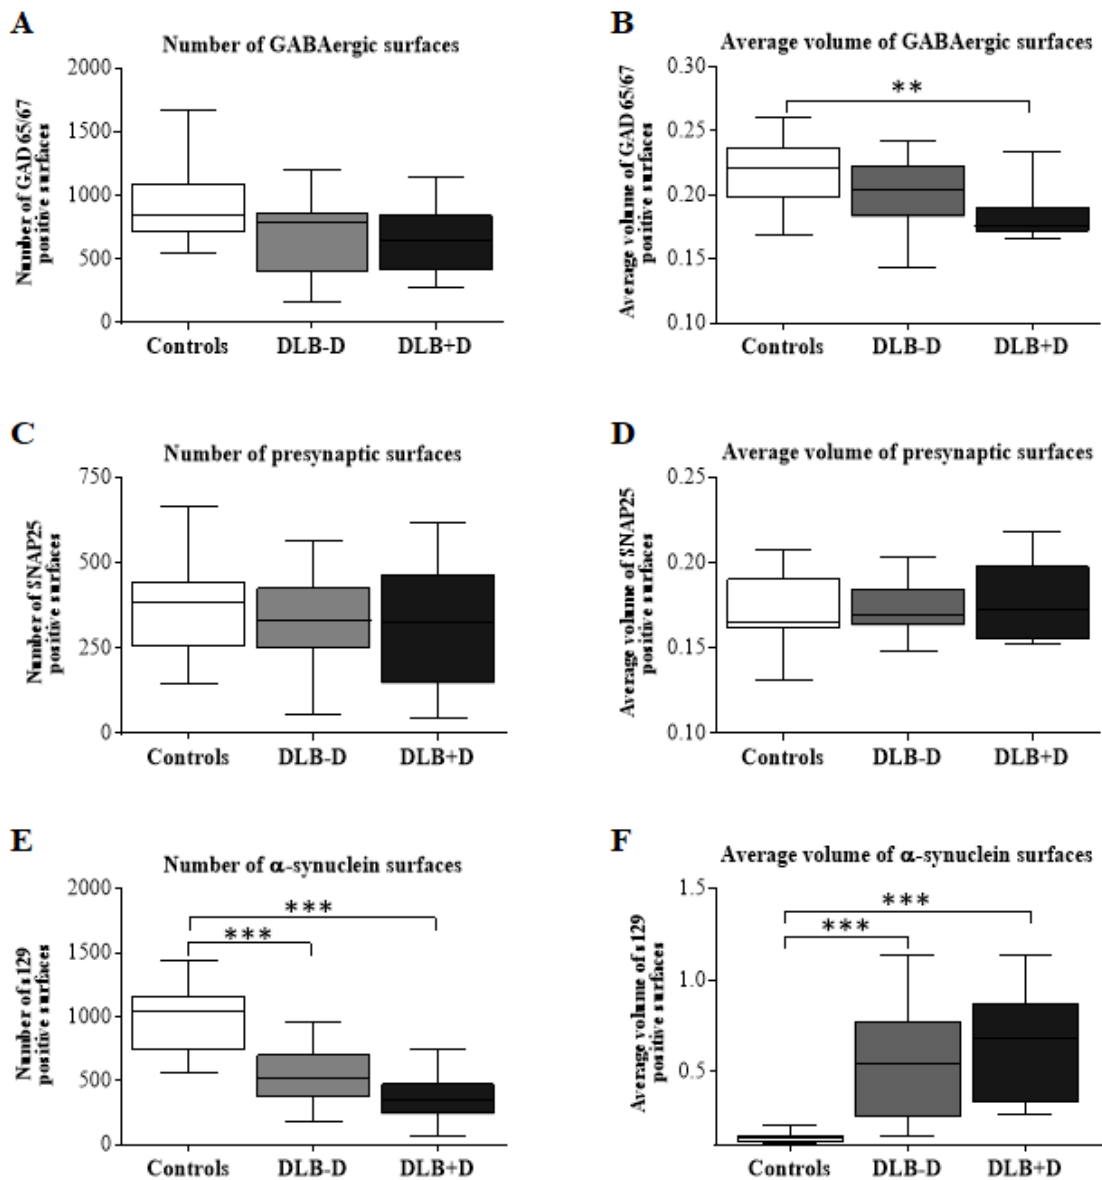 A
Number of GABAergic surfaces
Number of GAD 65/67
positive surfaces
2000
1500
1000
500
0
Controls DLB-D DLB+D
B
Average volume of GABAergic surfaces
Average volume of GAD 65/67
positive surfaces
0.30
0.25
0.20
0.15
0.10
**
Controls DLB-D DLB+D
C
Number of presynaptic surfaces
Number of SNAP25
positive surfaces
750
500
250
0
Controls DLB-D DLB+D
D
Average volume of presynaptic surfaces
Average volume of SNAP25
positive surfaces
0.25
0.20
0.15
0.10
Controls DLB-D DLB+D
E
Number of α-synuclein surfaces
Number of s129
positive surfaces
2000
1500
1000
500
0
***
***
Controls DLB-D DLB+D
F
Average volume of α-synuclein surfaces
Average volume of s129
positive surfaces
1.5
1.0
0.5
***
***
Controls DLB-D DLB+D